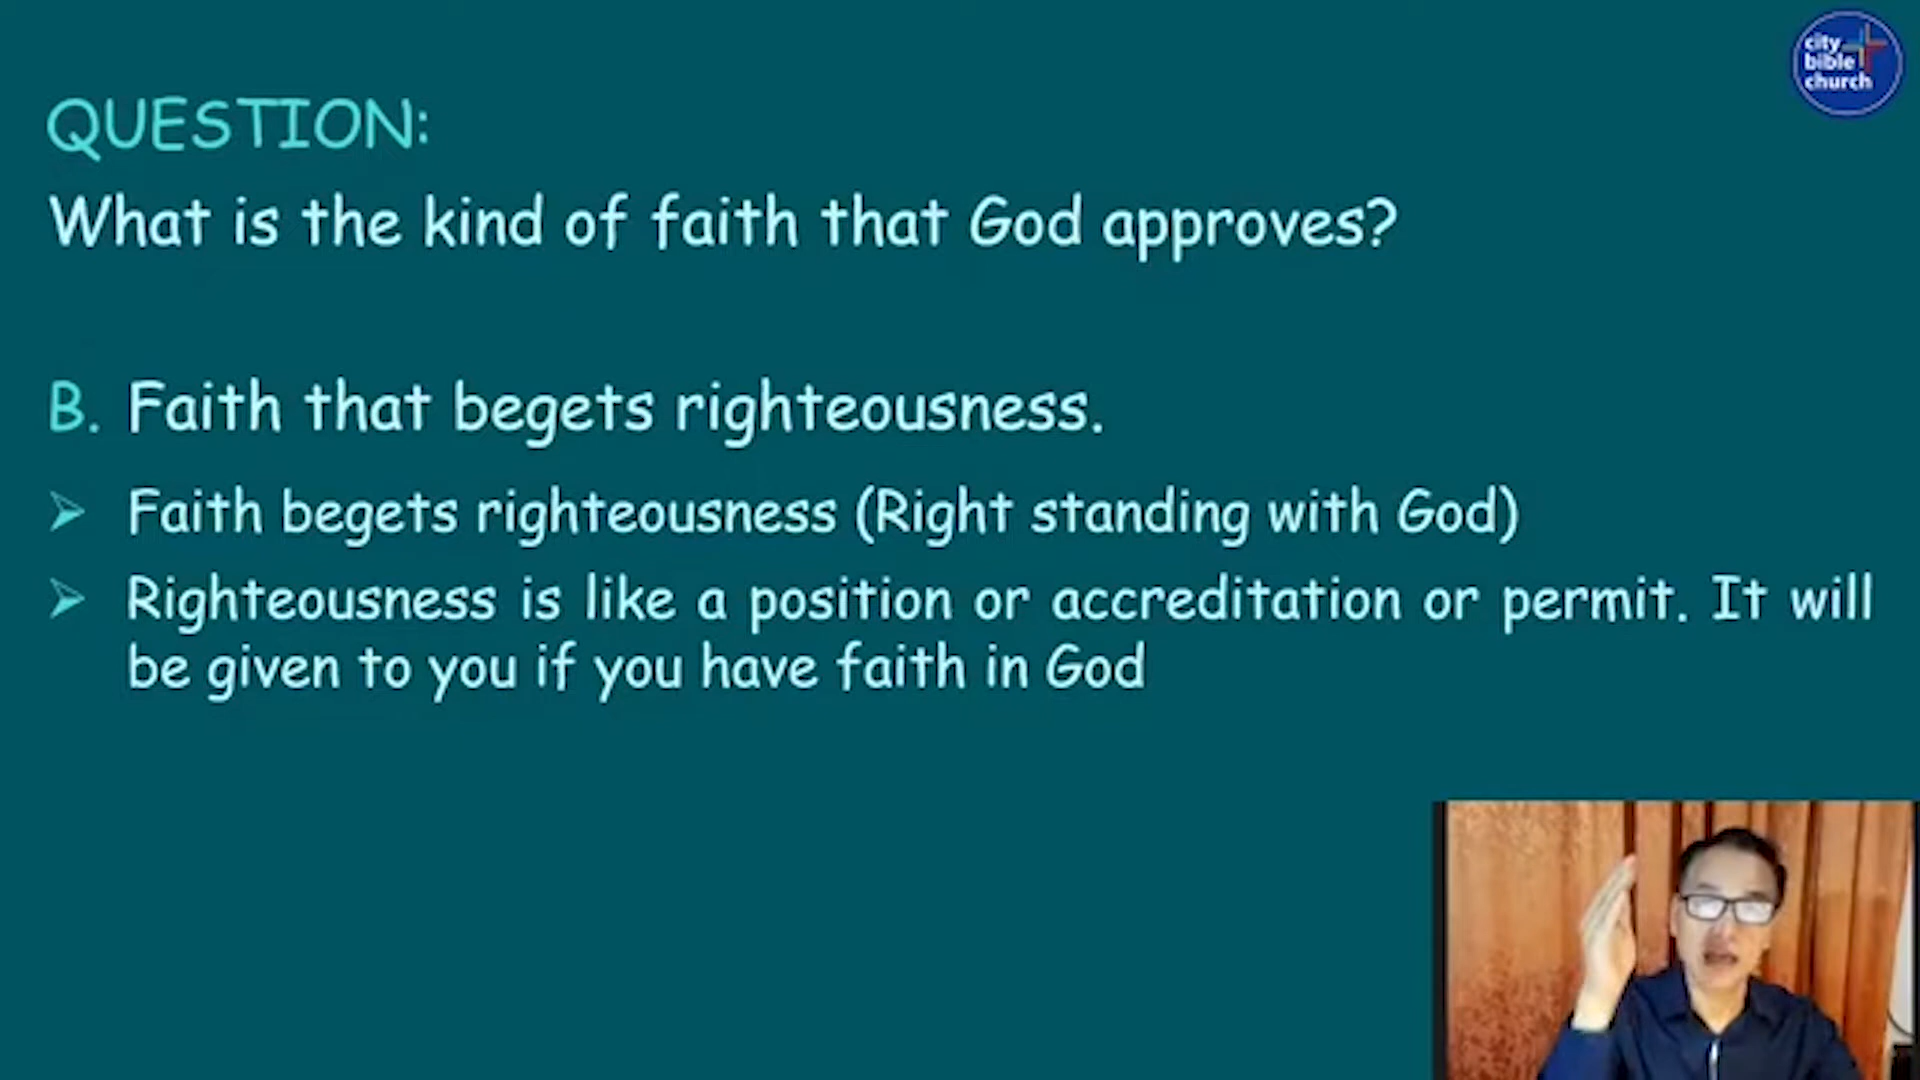 city
bible
church
QUESTION:
What is the kind of faith that God approves?
B. Faith that begets righteousness.
➢ Faith begets righteousness (Right standing with God)
➢ Righteousness is like a position or accreditation or permit. It will
be given to you if you have faith in God